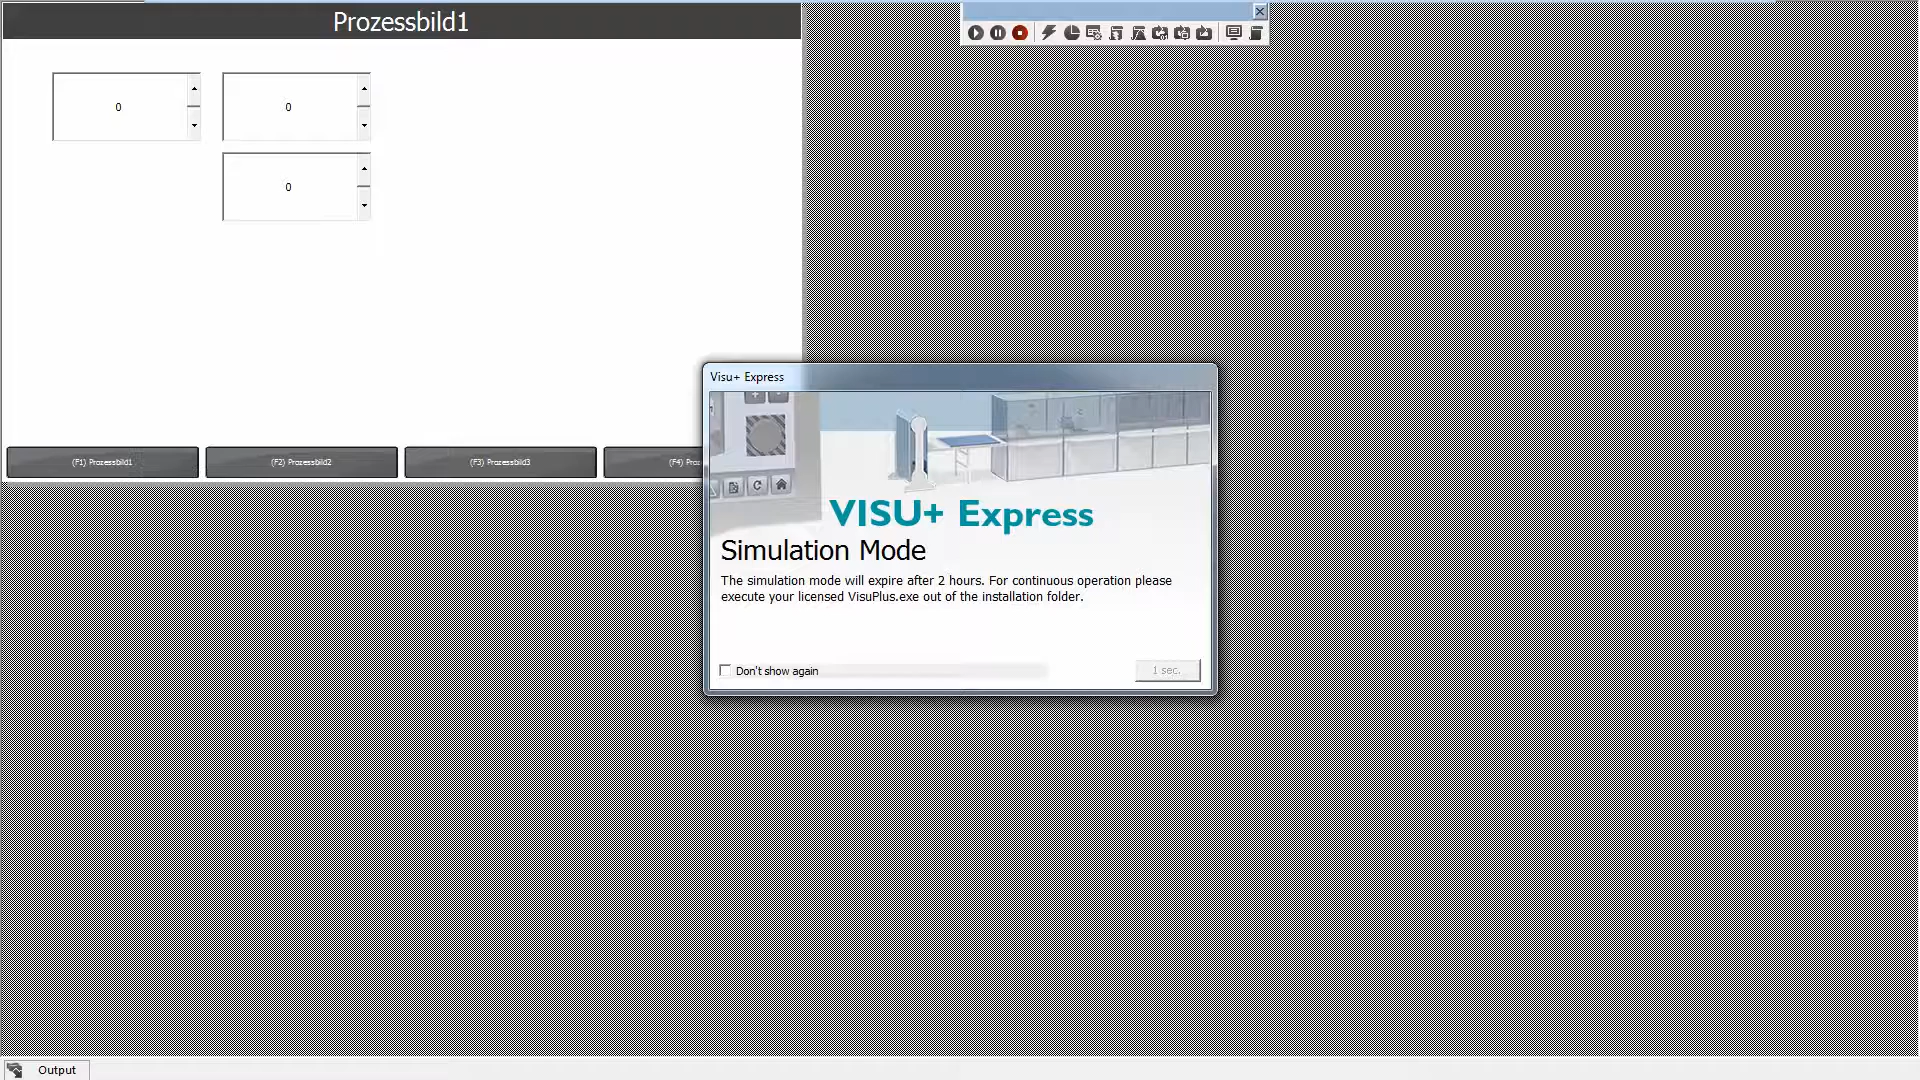 Prozessbild1
0
0
0
(F1) Prozessbild1
(F2) Prozessbild2
(F3) Prozessbild3
(F4) Proz
Visu+ Express
VISU+ Express
Simulation Mode
The simulation mode will expire after 2 hours. For continuous operation please
execute your licensed VisuPlus.exe out of the installation folder.
Don't show again
1 sec.
Output